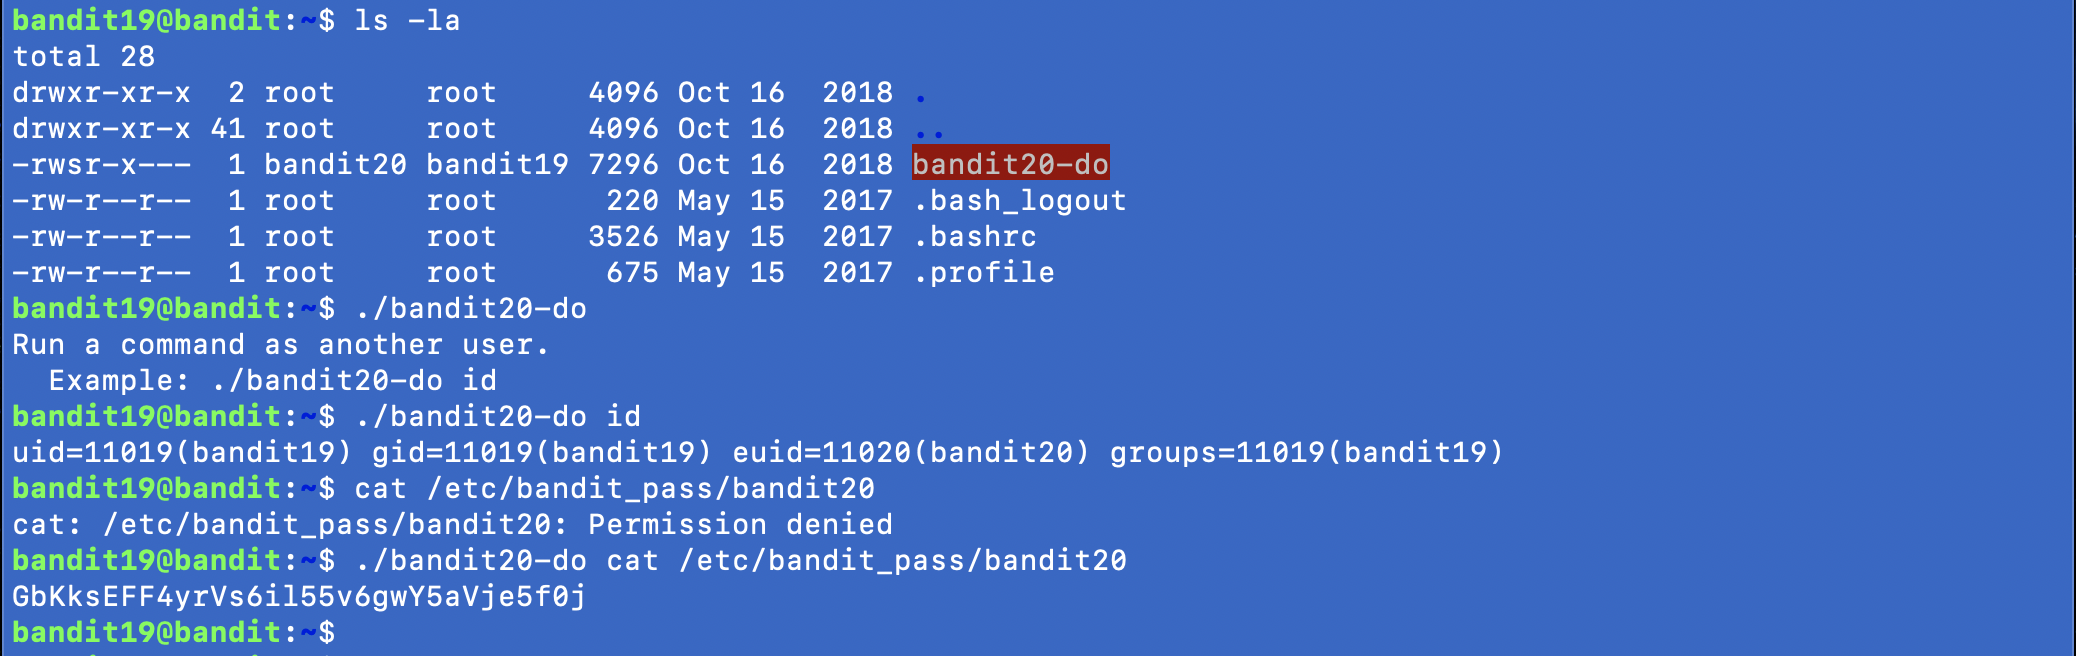 bandit19@bandit:~$ ls -la
total 28
drwxr-xr-x  2 root     root     4096 Oct 16  2018 .
drwxr-xr-x 41 root     root     4096 Oct 16  2018 ..
-rwsr-x---  1 bandit20 bandit19 7296 Oct 16  2018 bandit20-do
-rw-r--r--  1 root     root      220 May 15  2017 .bash_logout
-rw-r--r--  1 root     root     3526 May 15  2017 .bashrc
-rw-r--r--  1 root     root      675 May 15  2017 .profile
bandit19@bandit:~$ ./bandit20-do
Run a command as another user.
  Example: ./bandit20-do id
bandit19@bandit:~$ ./bandit20-do id
uid=11019(bandit19) gid=11019(bandit19) euid=11020(bandit20) groups=11019(bandit19)
bandit19@bandit:~$ cat /etc/bandit_pass/bandit20
cat: /etc/bandit_pass/bandit20: Permission denied
bandit19@bandit:~$ ./bandit20-do cat /etc/bandit_pass/bandit20
GbKksEFF4yrVs6il55v6gwY5aVje5f0j
bandit19@bandit:~$